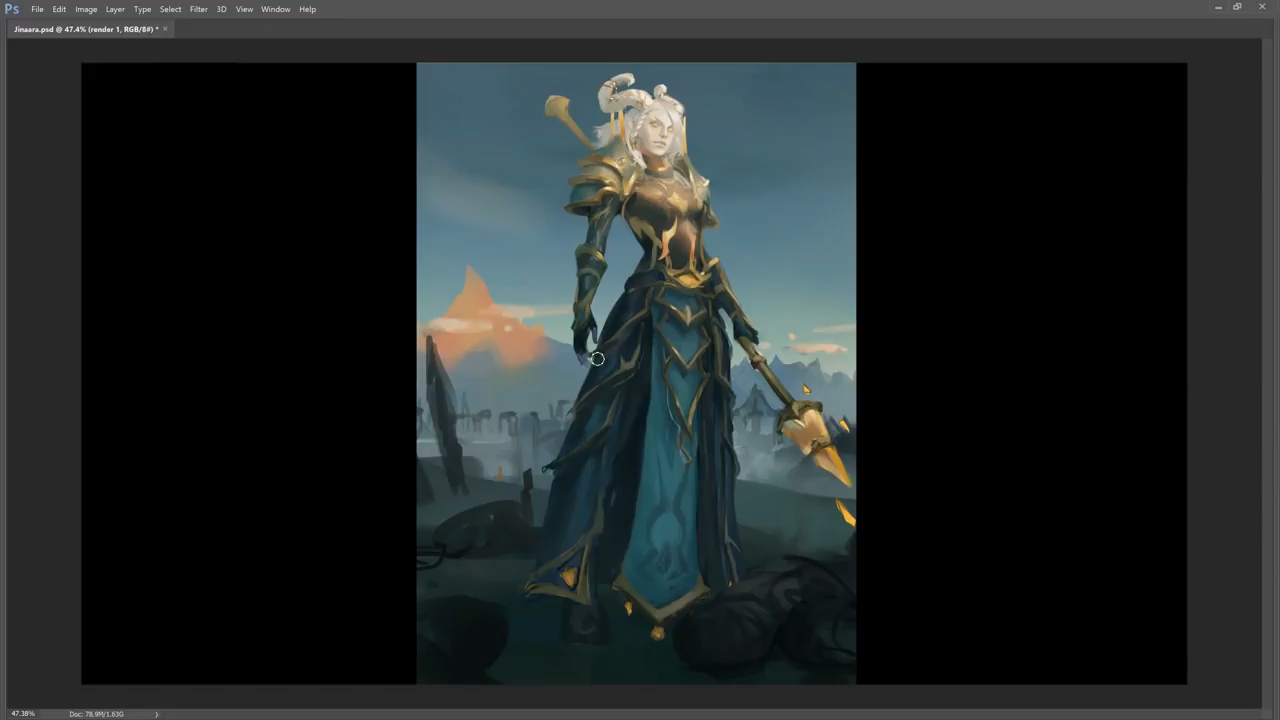 Ps File Edit Image Layer Type Select Filter 3D View Window Help
Jinaara.psd @ 47.4% (render 1, RGB/8#) * ×
47.38% Doc: 78.9M/1.63G